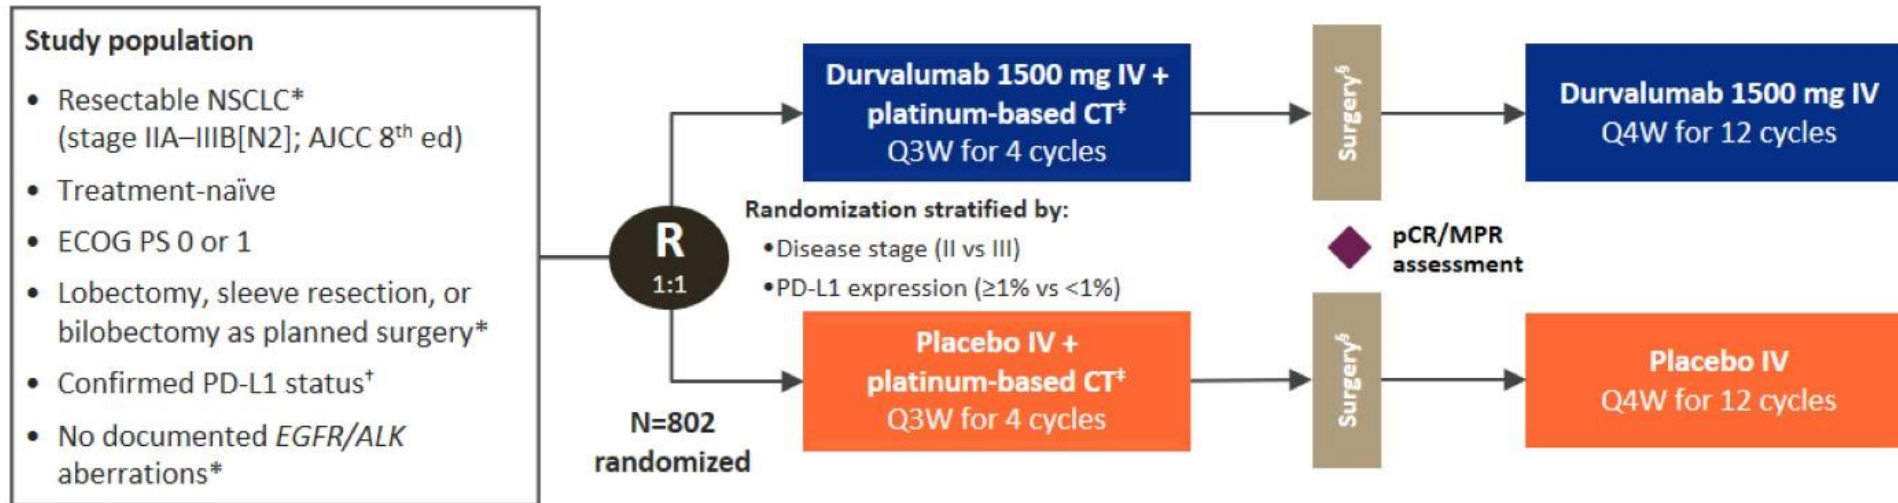 Study population
• Resectable NSCLC*
(stage IIA–IIIB[N2]; AJCC 8th ed)
• Treatment-naïve
• ECOG PS 0 or 1
• Lobectomy, sleeve resection, or
bilobectomy as planned surgery*
• Confirmed PD-L1 status†
• No documented EGFR/ALK
aberrations*
R
1:1
N=802
randomized
Durvalumab 1500 mg IV +
platinum-based CT‡
Q3W for 4 cycles
Randomization stratified by:
•Disease stage (II vs III)
•PD-L1 expression (≥1% vs <1%)
Placebo IV +
platinum-based CT‡
Q3W for 4 cycles
Surgery§
pCR/MPR
assessment
Surgery§
Durvalumab 1500 mg IV
Q4W for 12 cycles
Placebo IV
Q4W for 12 cycles